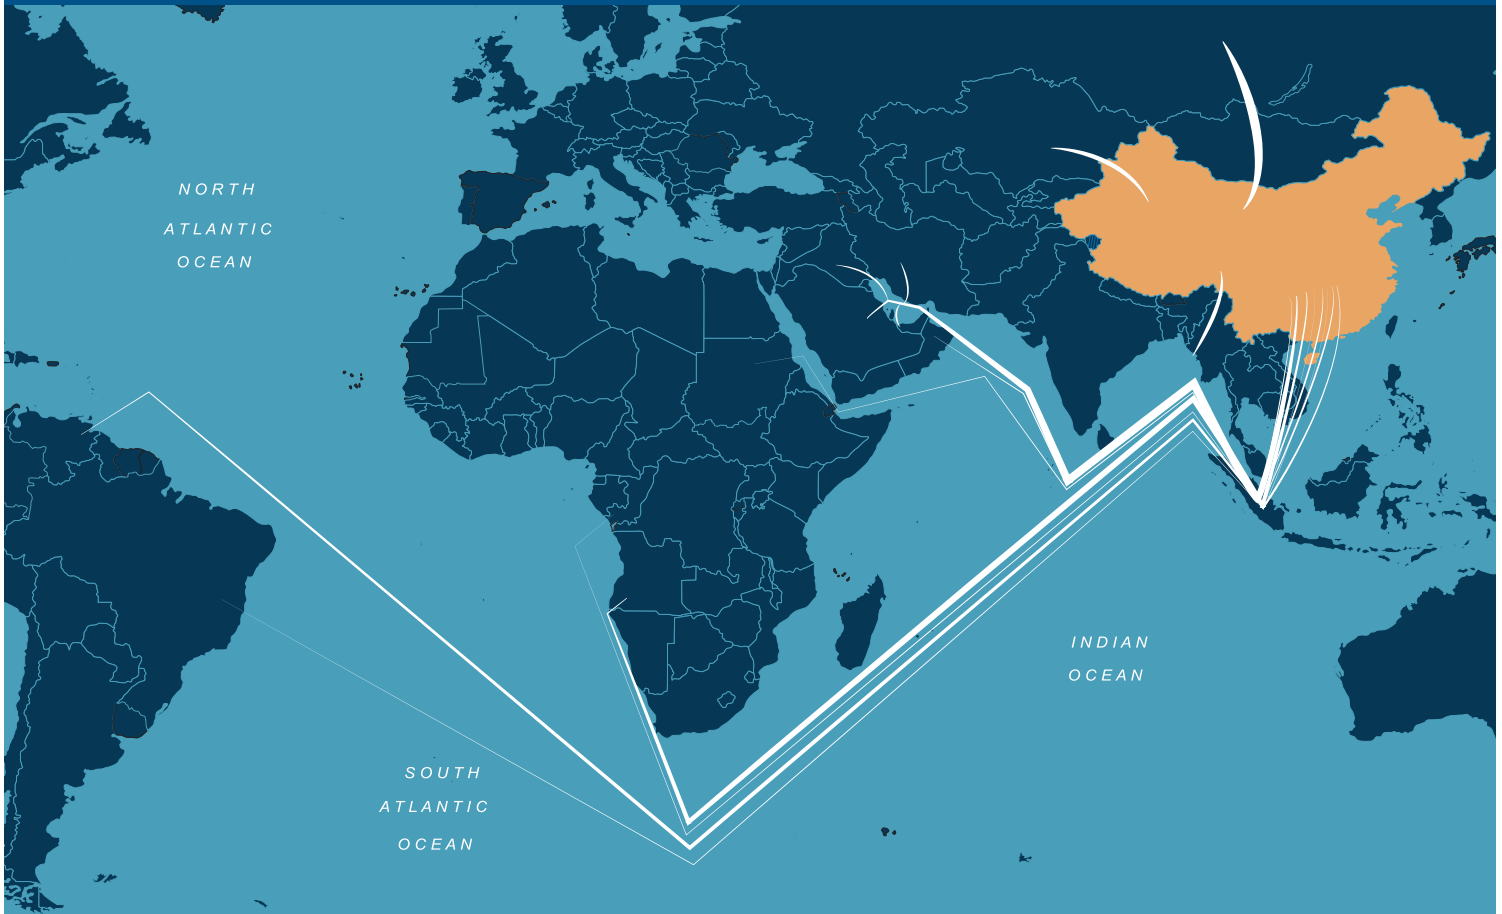 NORTH
ATLANTIC
OCEAN
INDIAN
OCEAN
SOUTH
ATLANTIC
OCEAN